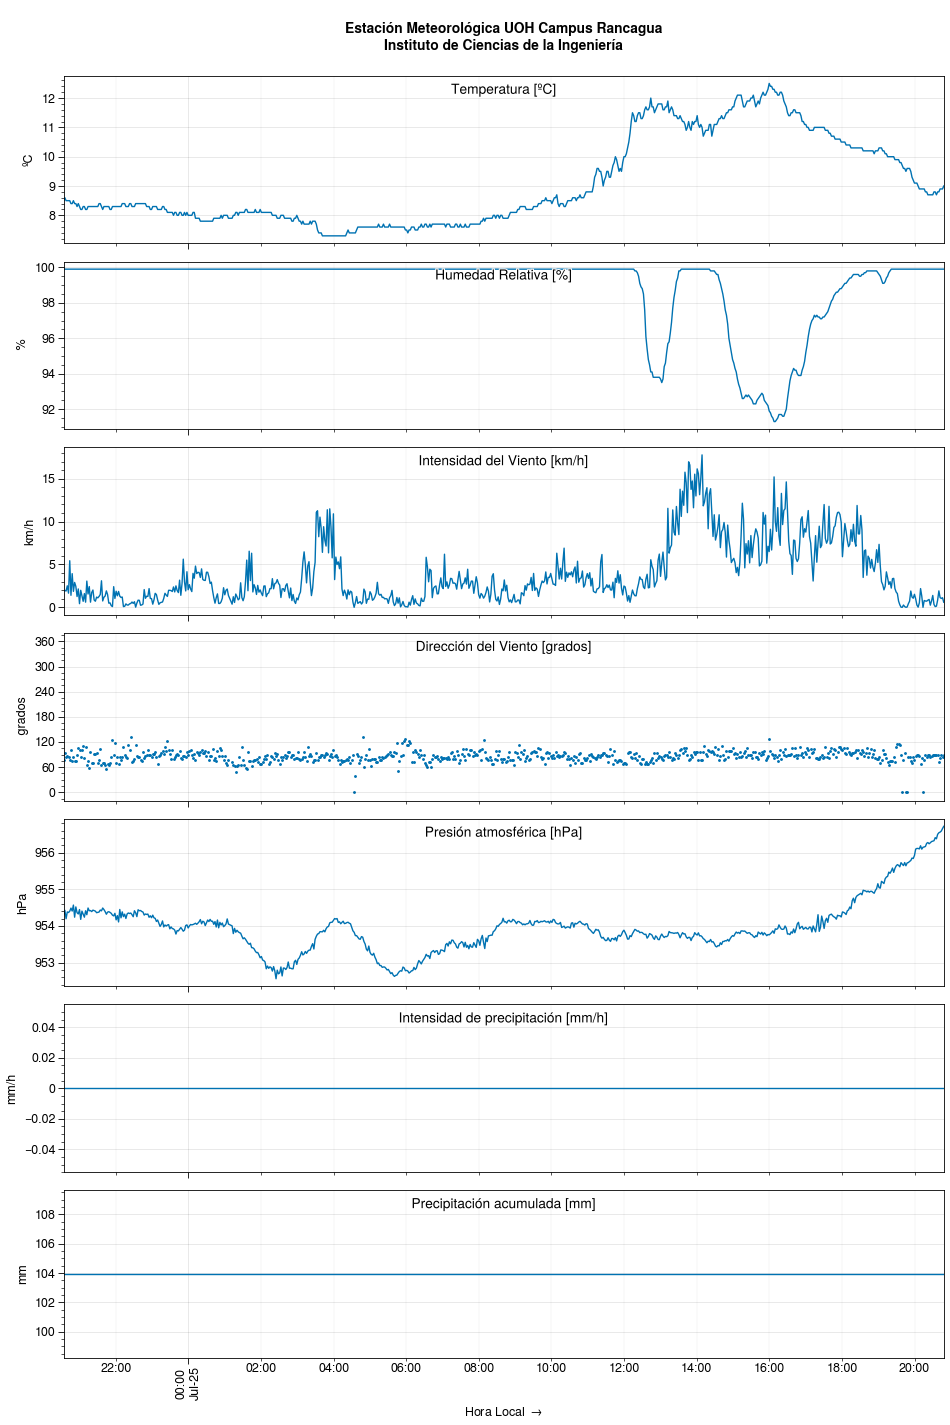 Estación Meteorológica UOH Campus Rancagua
Instituto de Ciencias de la Ingeniería
Temperatura [ºC]
ºC
12
11
10
9
8
Humedad Relativa [%]
%
100
98
96
94
92
Intensidad del Viento [km/h]
km/h
15
10
5
0
Dirección del Viento [grados]
grados
360
300
240
180
120
60
0
Presión atmosférica [hPa]
hPa
956
955
954
953
Intensidad de precipitación [mm/h]
mm/h
0.04
0.02
0
−0.02
−0.04
Precipitación acumulada [mm]
mm
108
106
104
102
100
22:00
00:00
Jul-25
02:00
04:00
06:00
08:00
10:00
12:00
14:00
16:00
18:00
20:00
Hora Local →